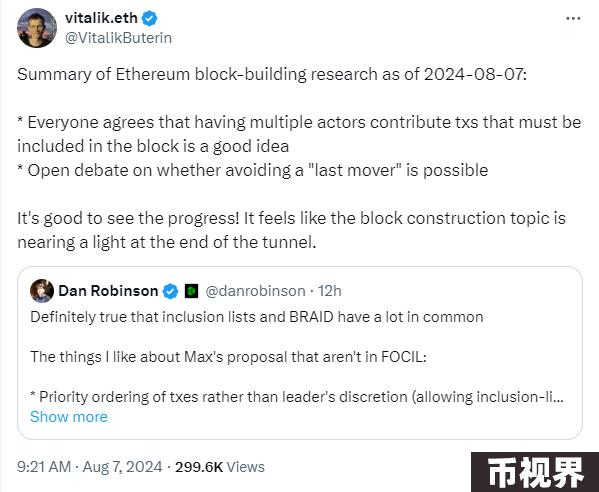 vitalik.eth
@VitalikButerin
Summary of Ethereum block-building research as of 2024-08-07:
* Everyone agrees that having multiple actors contribute txs that must be
included in the block is a good idea
* Open debate on whether avoiding a "last mover" is possible
It's good to see the progress! It feels like the block construction topic is
nearing a light at the end of the tunnel.
Dan Robinson @danrobinson · 12h
Definitely true that inclusion lists and BRAID have a lot in common
The things I like about Max's proposal that aren't in FOCIL:
* Priority ordering of txes rather than leader's discretion (allowing inclusion-li...
Show more
9:21 AM · Aug 7, 2024 · 299.6K Views
币视界